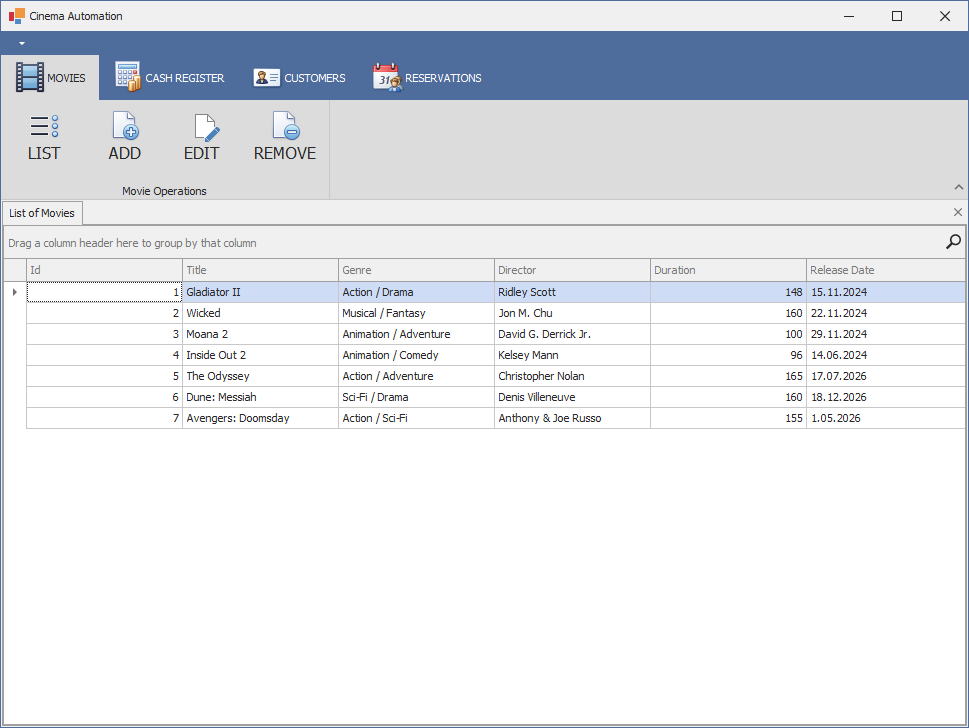 Cinema Automation
MOVIES CASH REGISTER CUSTOMERS 31 RESERVATIONS
LIST ADD EDIT REMOVE
Movie Operations
List of Movies
Drag a column header here to group by that column
Id Title Genre Director Duration Release Date
1 Gladiator II Action / Drama Ridley Scott 148 15.11.2024
2 Wicked Musical / Fantasy Jon M. Chu 160 22.11.2024
3 Moana 2 Animation / Adventure David G. Derrick Jr. 100 29.11.2024
4 Inside Out 2 Animation / Comedy Kelsey Mann 96 14.06.2024
5 The Odyssey Action / Adventure Christopher Nolan 165 17.07.2026
6 Dune: Messiah Sci-Fi / Drama Denis Villeneuve 160 18.12.2026
7 Avengers: Doomsday Action / Sci-Fi Anthony & Joe Russo 155 1.05.2026